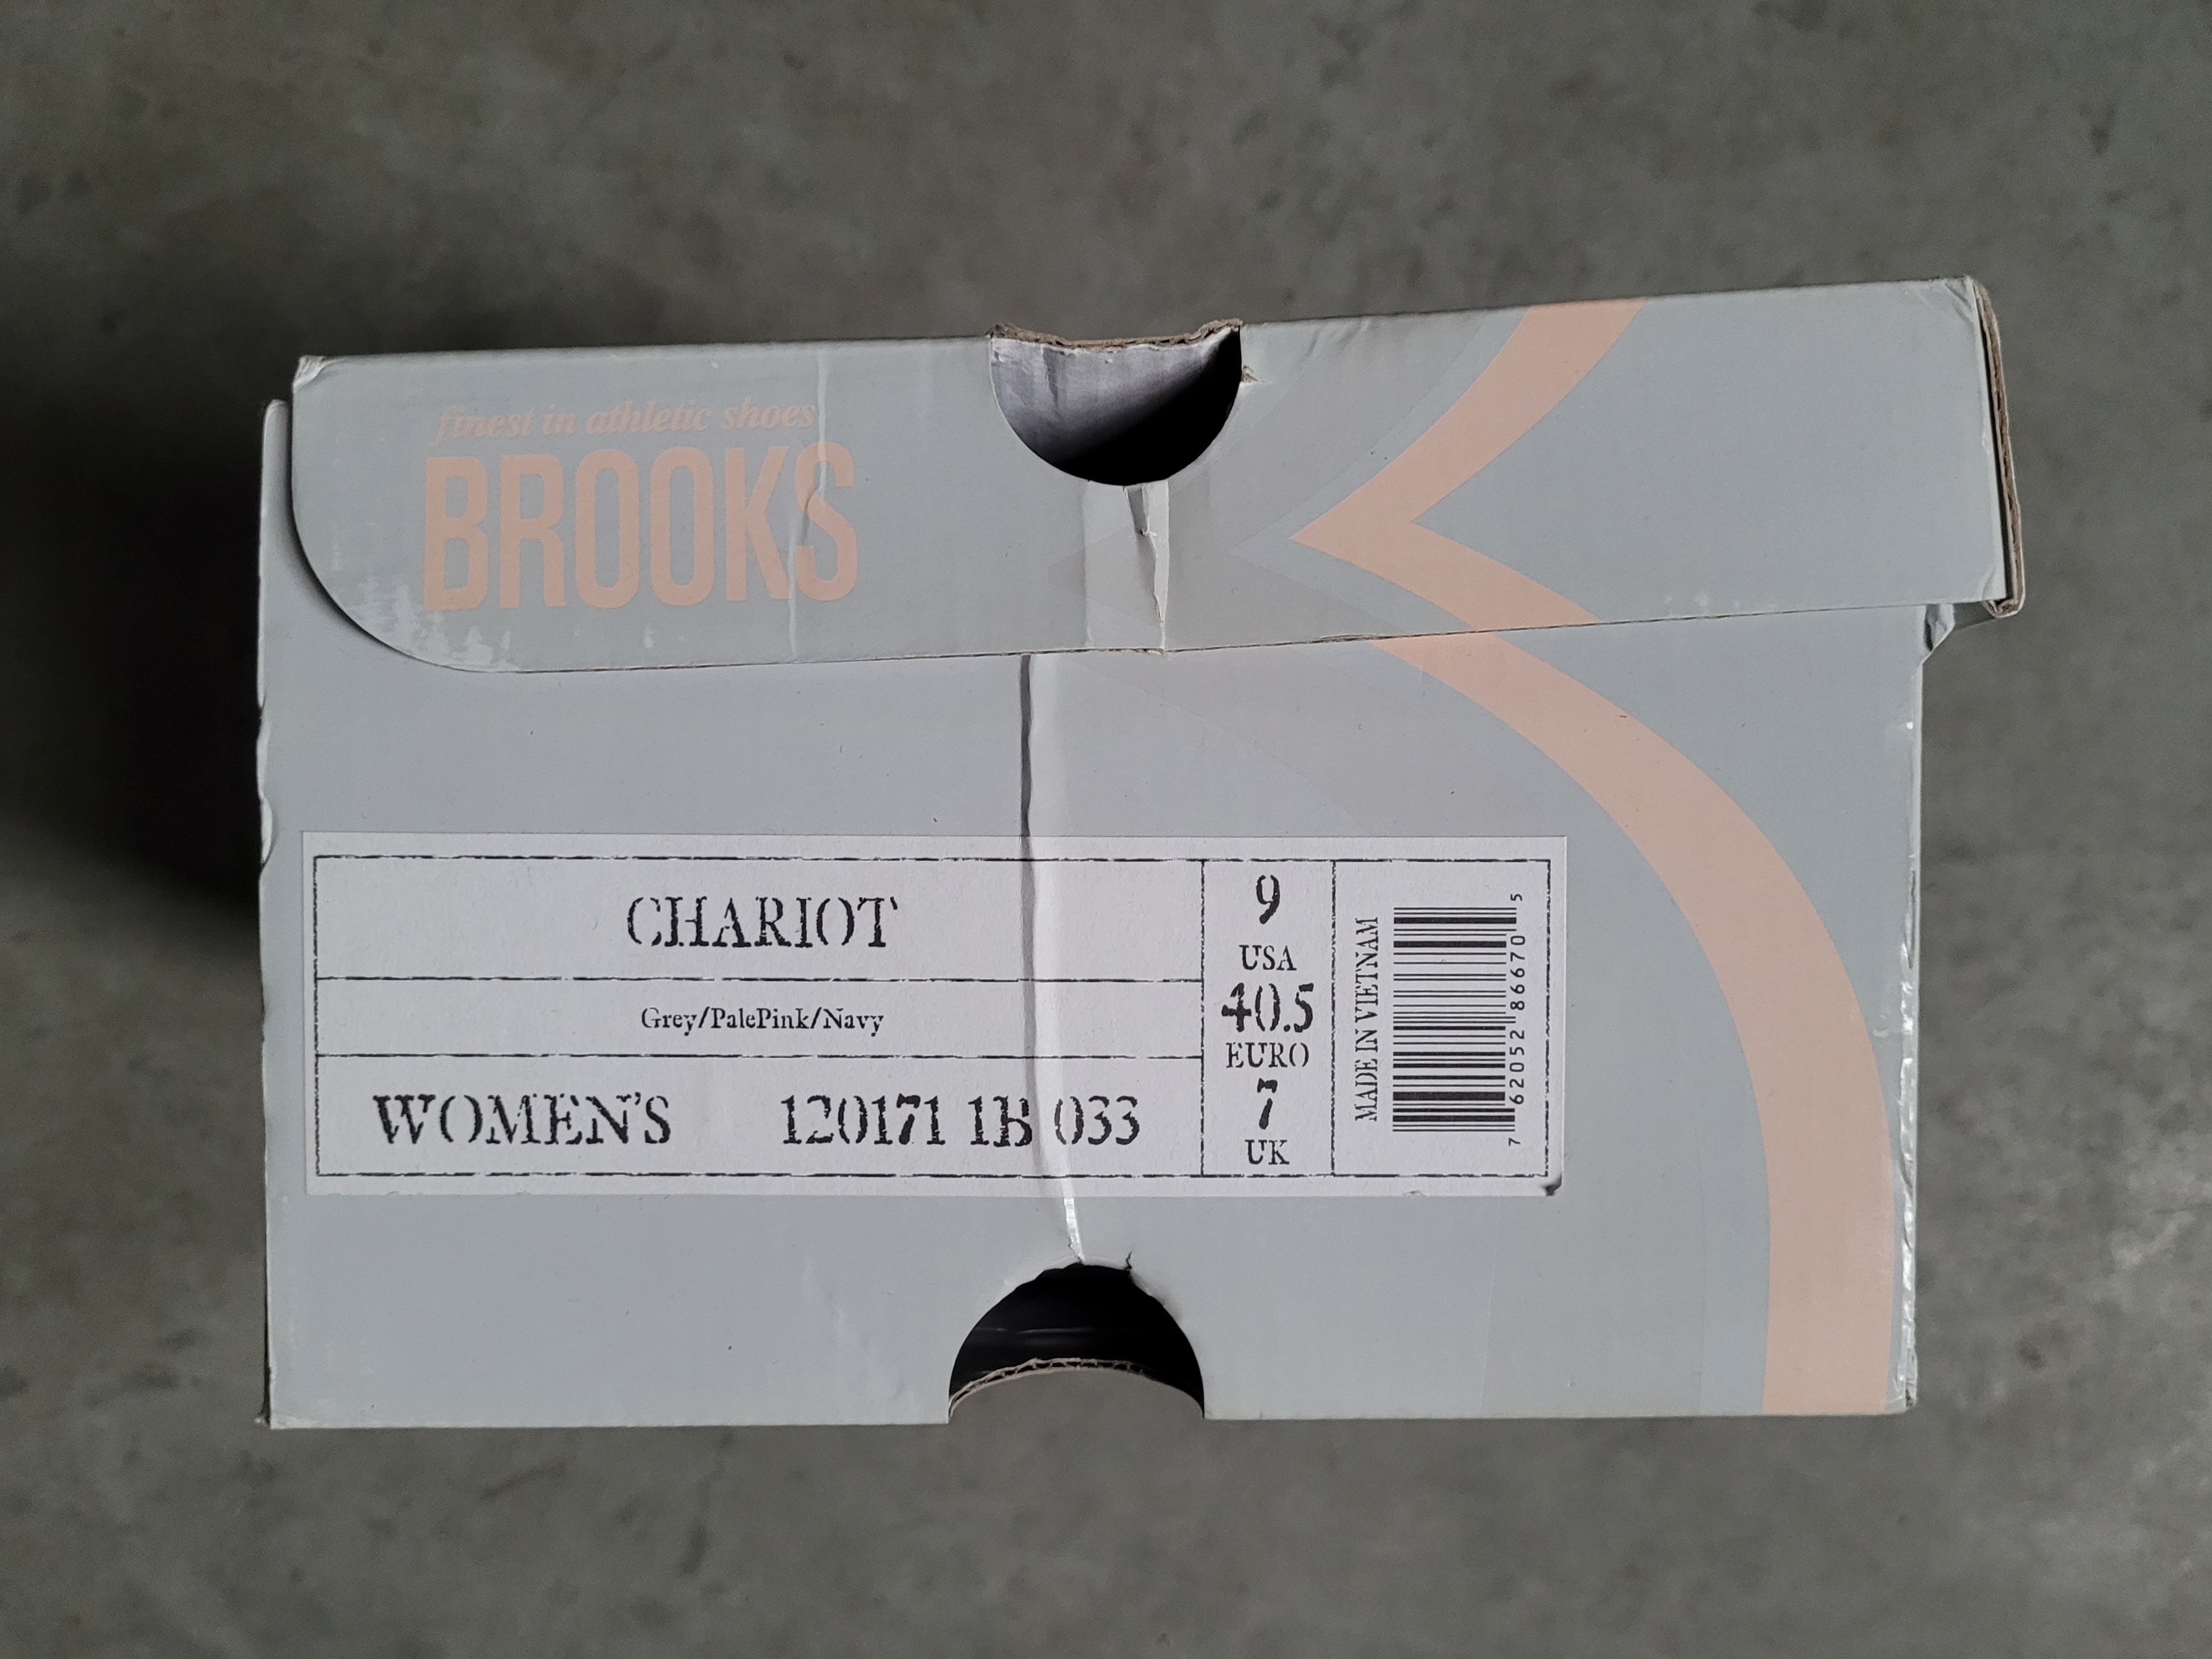 finest in athletic shoes
BROOKS
CHARIOT
Grey/PalePink/Navy
WOMEN'S 120171 1B 033
9
USA
40.5
EURO
7
UK
MADE IN VIETNAM
7 62052 86670 5